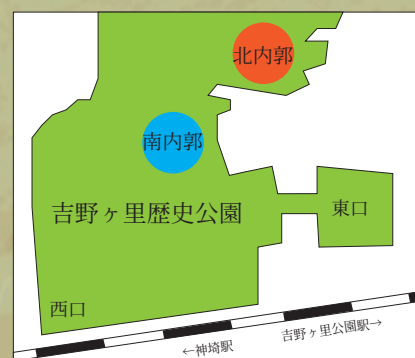 北内郭
南内郭
吉野ヶ里歴史公園
東口
西口
吉野ヶ里公園駅→
←神埼駅